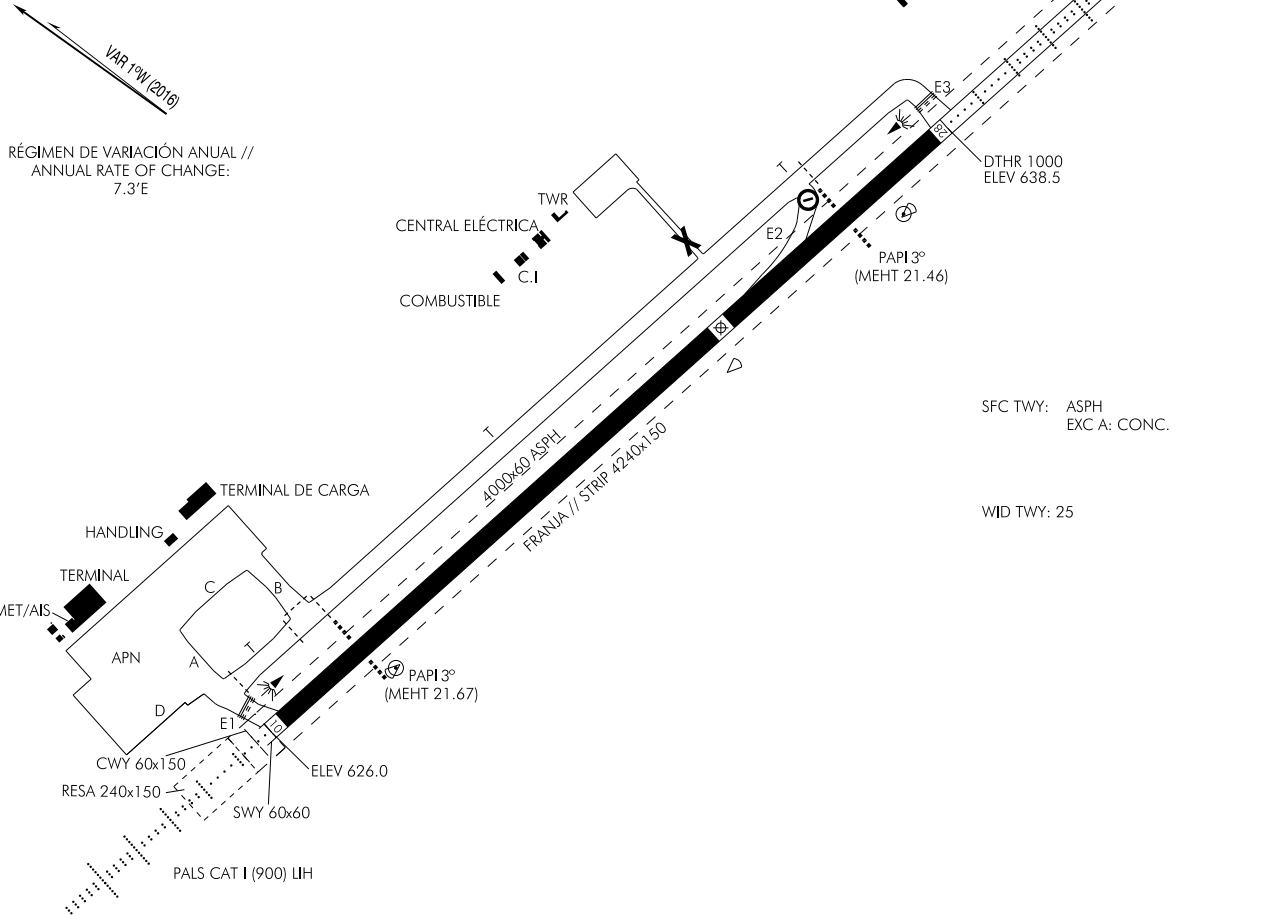 VAR 1ºW (2016)
RÉGIMEN DE VARIACIÓN ANUAL //
ANNUAL RATE OF CHANGE:
7.3'E
E3
28
DTHR 1000
ELEV 638.5
T
TWR
CENTRAL ELÉCTRICA
C.I
COMBUSTIBLE
E2
PAPI 3º
(MEHT 21.46)
SFC TWY: ASPH
EXC A: CONC.
WID TWY: 25
T
4000x60 ASPH
FRANJA // STRIP 4240x150
TERMINAL DE CARGA
HANDLING
TERMINAL
MET/AIS
C
B
A
T
APN
D
E1
10
PAPI 3º
(MEHT 21.67)
CWY 60x150
RESA 240x150
ELEV 626.0
SWY 60x60
PALS CAT I (900) LIH